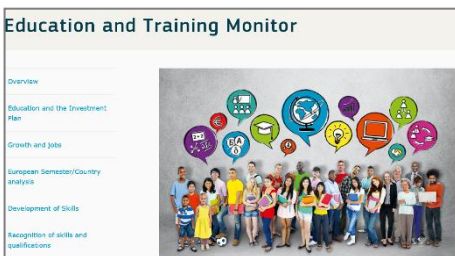 Education and Training Monitor
Overview
Education and the Investment
Plan
Growth and jobs
European Semester/Country
analysis
Development of Skills
Recognition of skills and
qualifications